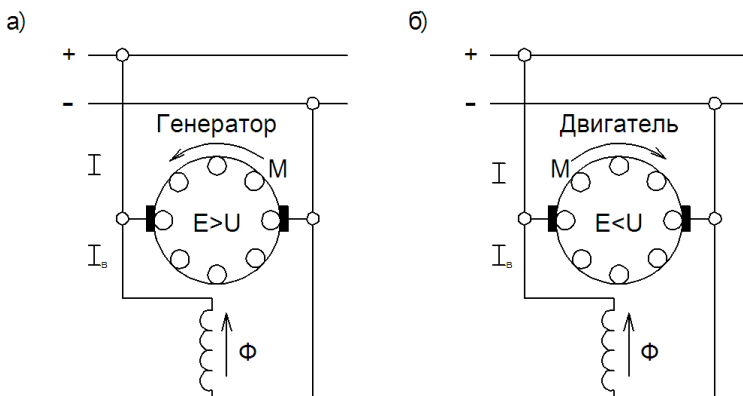 а) б)
+ +
- -
Генератор Двигатель
I M M I
E>U E<U
Iв Iв
Ф Ф